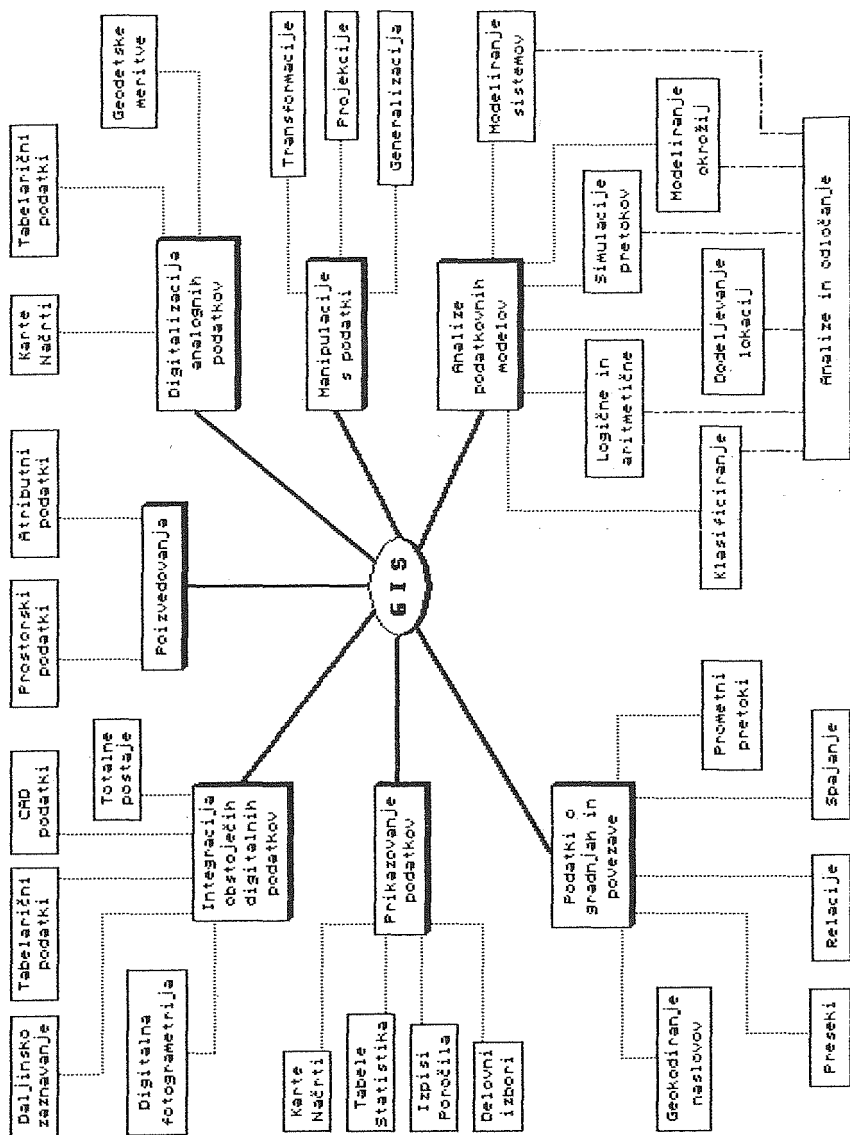 Daljinsko
zaznavanje
Tabelarični
podatki
CAD
podatki
Prostorski
podatki
Atributni
podatki
Karte
Načrti
Tabelarični
podatki
Digitalna
fotogrametrija
Totalne
postaje
Geodetske
meritve
Integracija
obstoječih
digitalnih
podatkov
Poizvedovanja
Digitalizacija
analognih
podatkov
Karte
Načrti
Tabele
Statistika
Izpisi
Poročila
Delovni
izbori
Prikazovanje
podatkov
GIS
Manipulacije
s podatki
Transformacije
Projekcije
Generalizacija
Podatki o
gradnjah in
povezave
Analize
podatkovnih
modelov
Modeliranje
sistemov
Geokodiranje
naslovov
Prometni
pretoki
Klasificiranje
Logične in
aritmetične
Dodeljevanje
lokacij
Simulacije
pretokov
Modeliranje
okrožij
Preseki
Relacije
Spajanje
Analize in odločanje